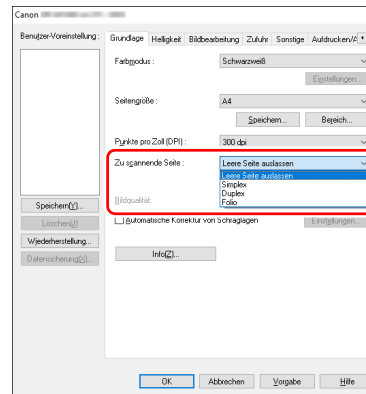 Canon
Benutzer-Voreinstellung :
Grundlage Helligkeit Bildbearbeitung Zufuhr Sonstige Aufdrucken/A
Farbmodus :
Schwarzweiß
Einstellungen...
Seitengröße :
A4
Speichern...
Bereich...
Punkte pro Zoll (DPI) :
300 dpi
Zu scannende Seite :
Leere Seite auslassen
Leere Seite auslassen
Simplex
Duplex
Folio
Bildqualität:
Automatische Korrektur von Schräglagen
Einstellungen...
Speichern(Y)...
Löschen(J)
Wiederherstellung...
Datensicherung(X)...
Info(Z)...
OK
Abbrechen
Vorgabe
Hilfe